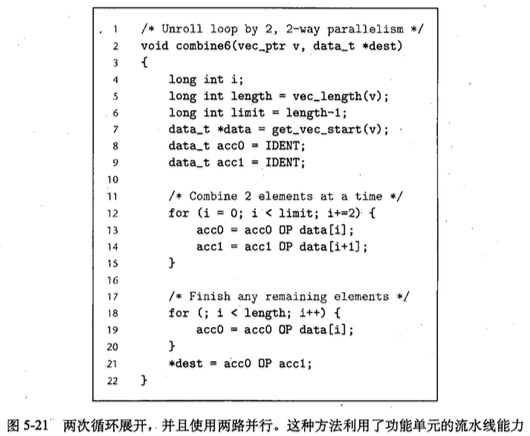 1 /* Unroll loop by 2, 2-way parallelism */
2 void combine6(vec_ptr v, data_t *dest)
3 {
4 long int i;
5 long int length = vec_length(v);
6 long int limit = length-1;
7 data_t *data = get_vec_start(v);
8 data_t acc0 = IDENT;
9 data_t acc1 = IDENT;
10
11 /* Combine 2 elements at a time */
12 for (i = 0; i < limit; i+=2) {
13 acc0 = acc0 OP data[i];
14 acc1 = acc1 OP data[i+1];
15 }
16
17 /* Finish any remaining elements */
18 for (; i < length; i++) {
19 acc0 = acc0 OP data[i];
20 }
21 *dest = acc0 OP acc1;
22 }
图 5-21 两次循环展开，并且使用两路并行。这种方法利用了功能单元的流水线能力